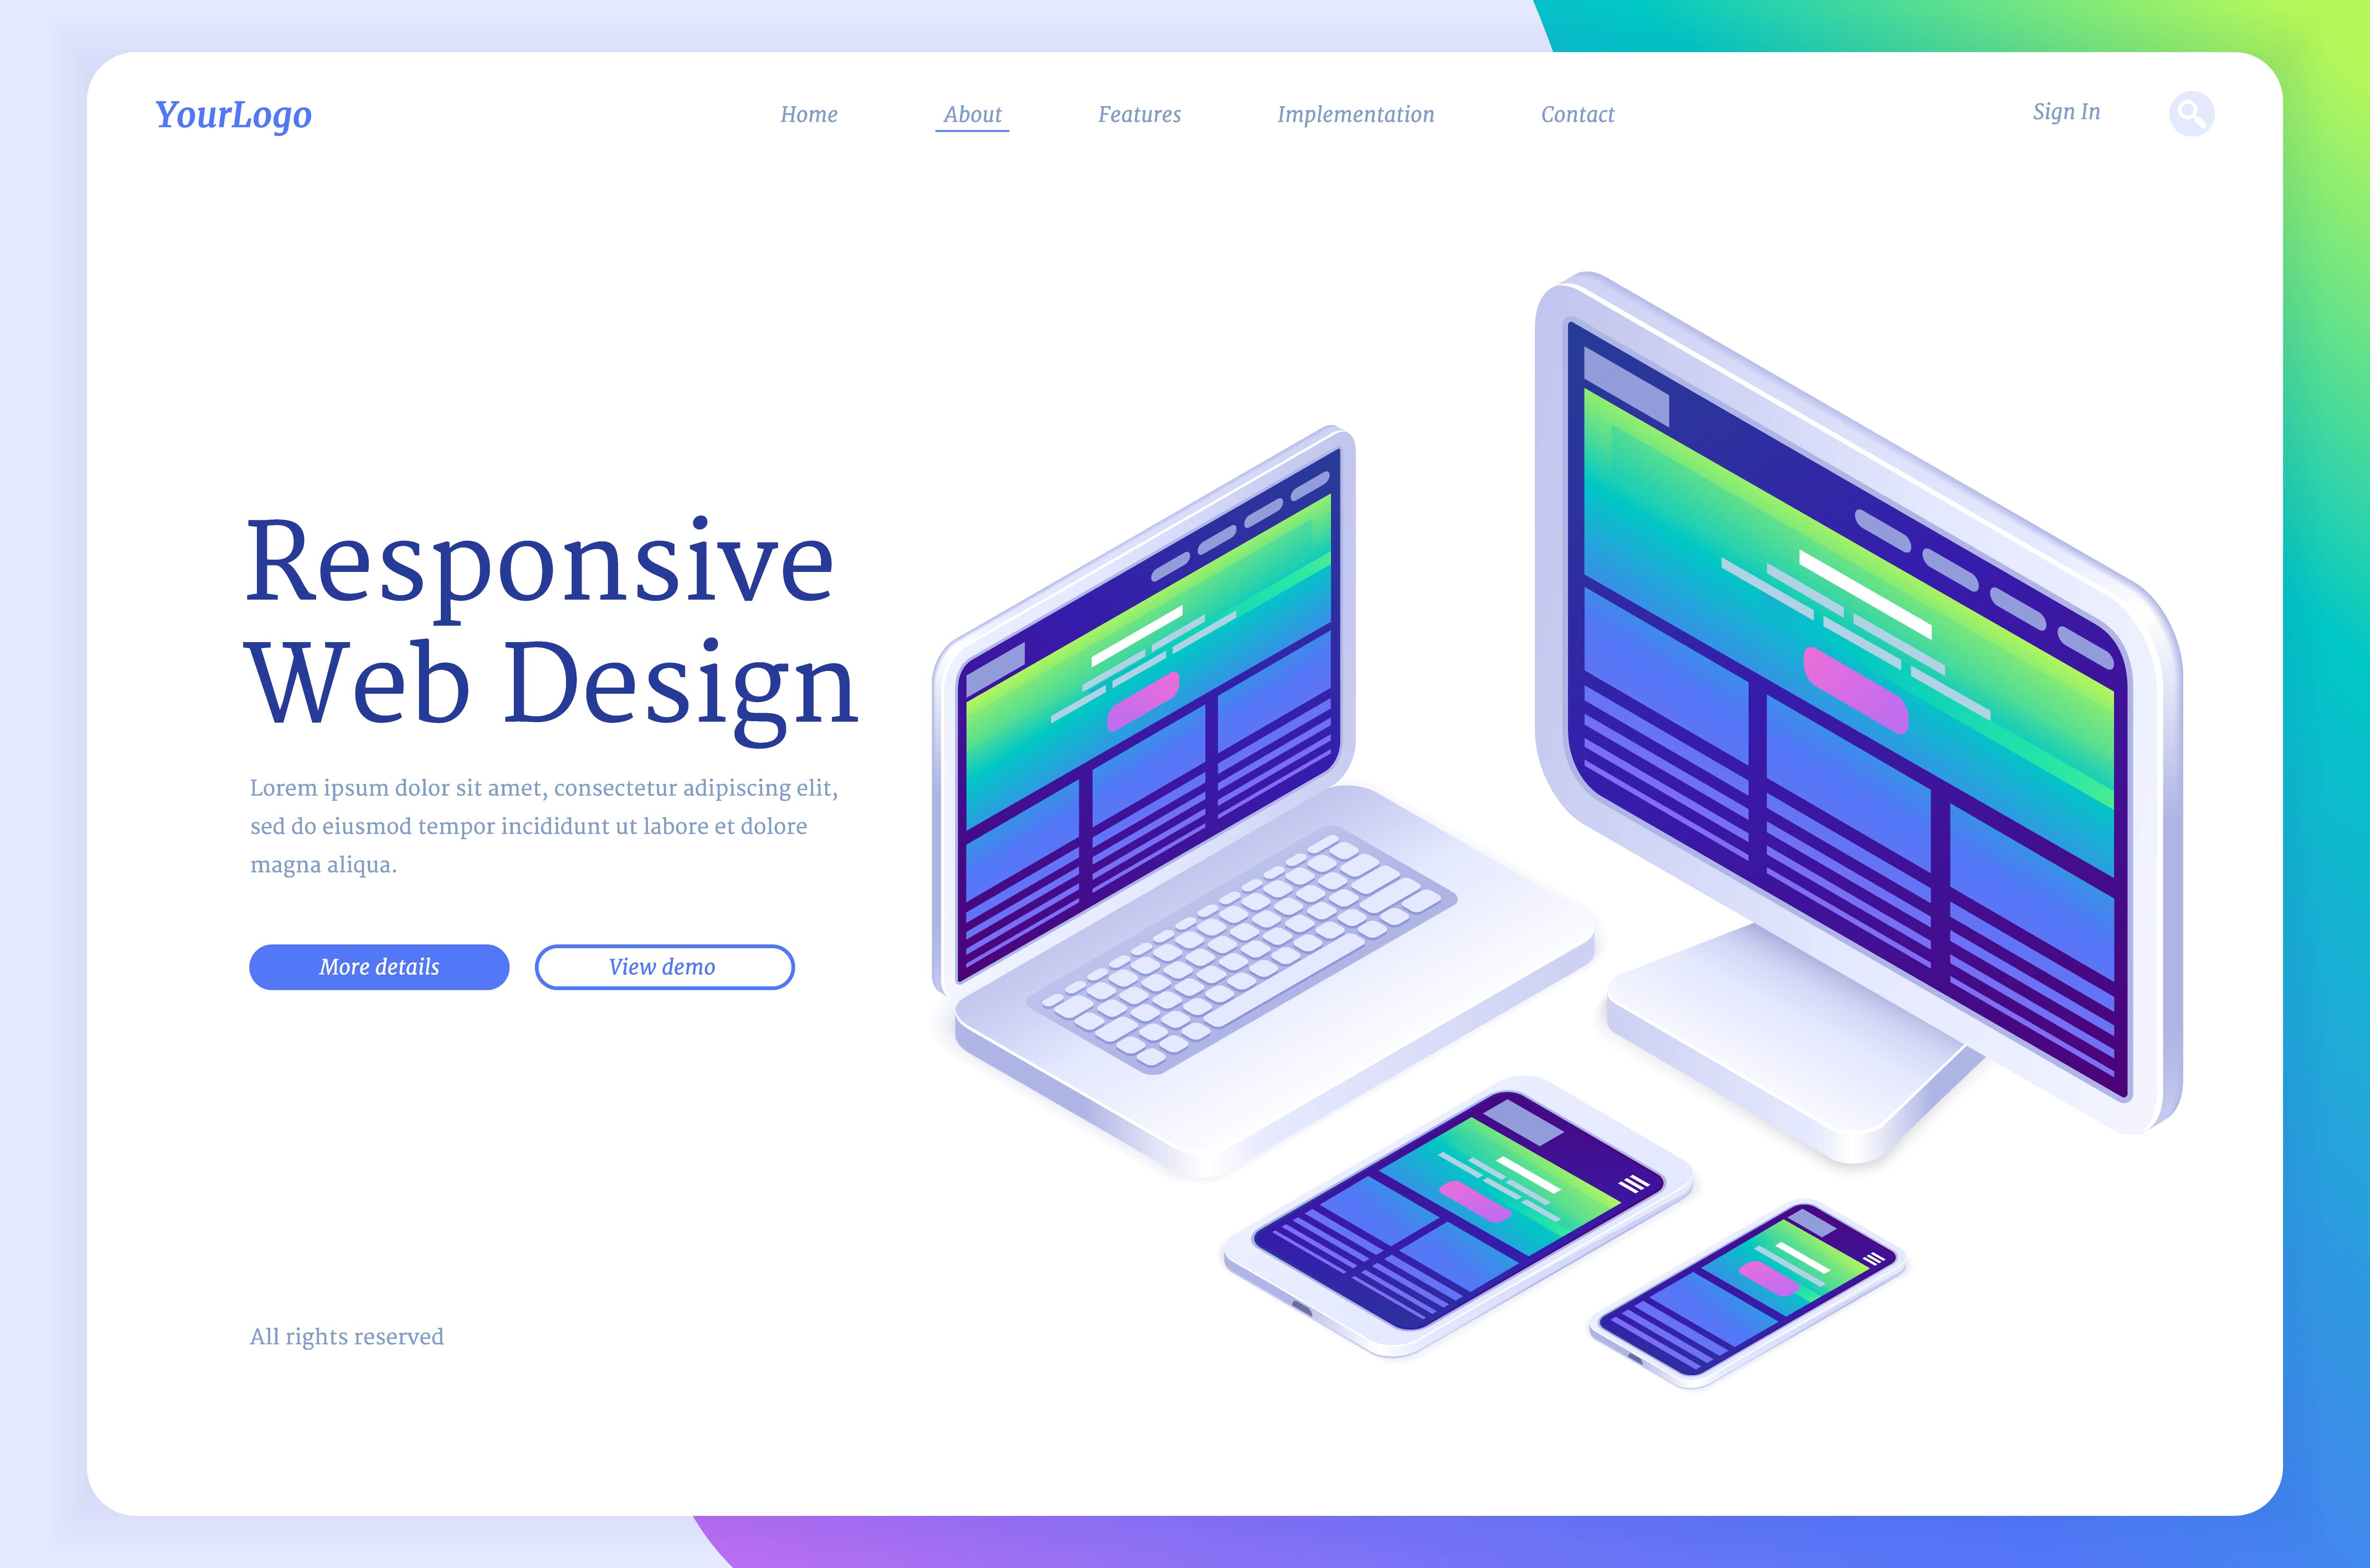 YourLogo
Home
About
Features
Implementation
Contact
Sign In
Responsive
Web Design
Lorem ipsum dolor sit amet, consectetur adipiscing elit,
sed do eiusmod tempor incididunt ut labore et dolore
magna aliqua.
More details
View demo
All rights reserved